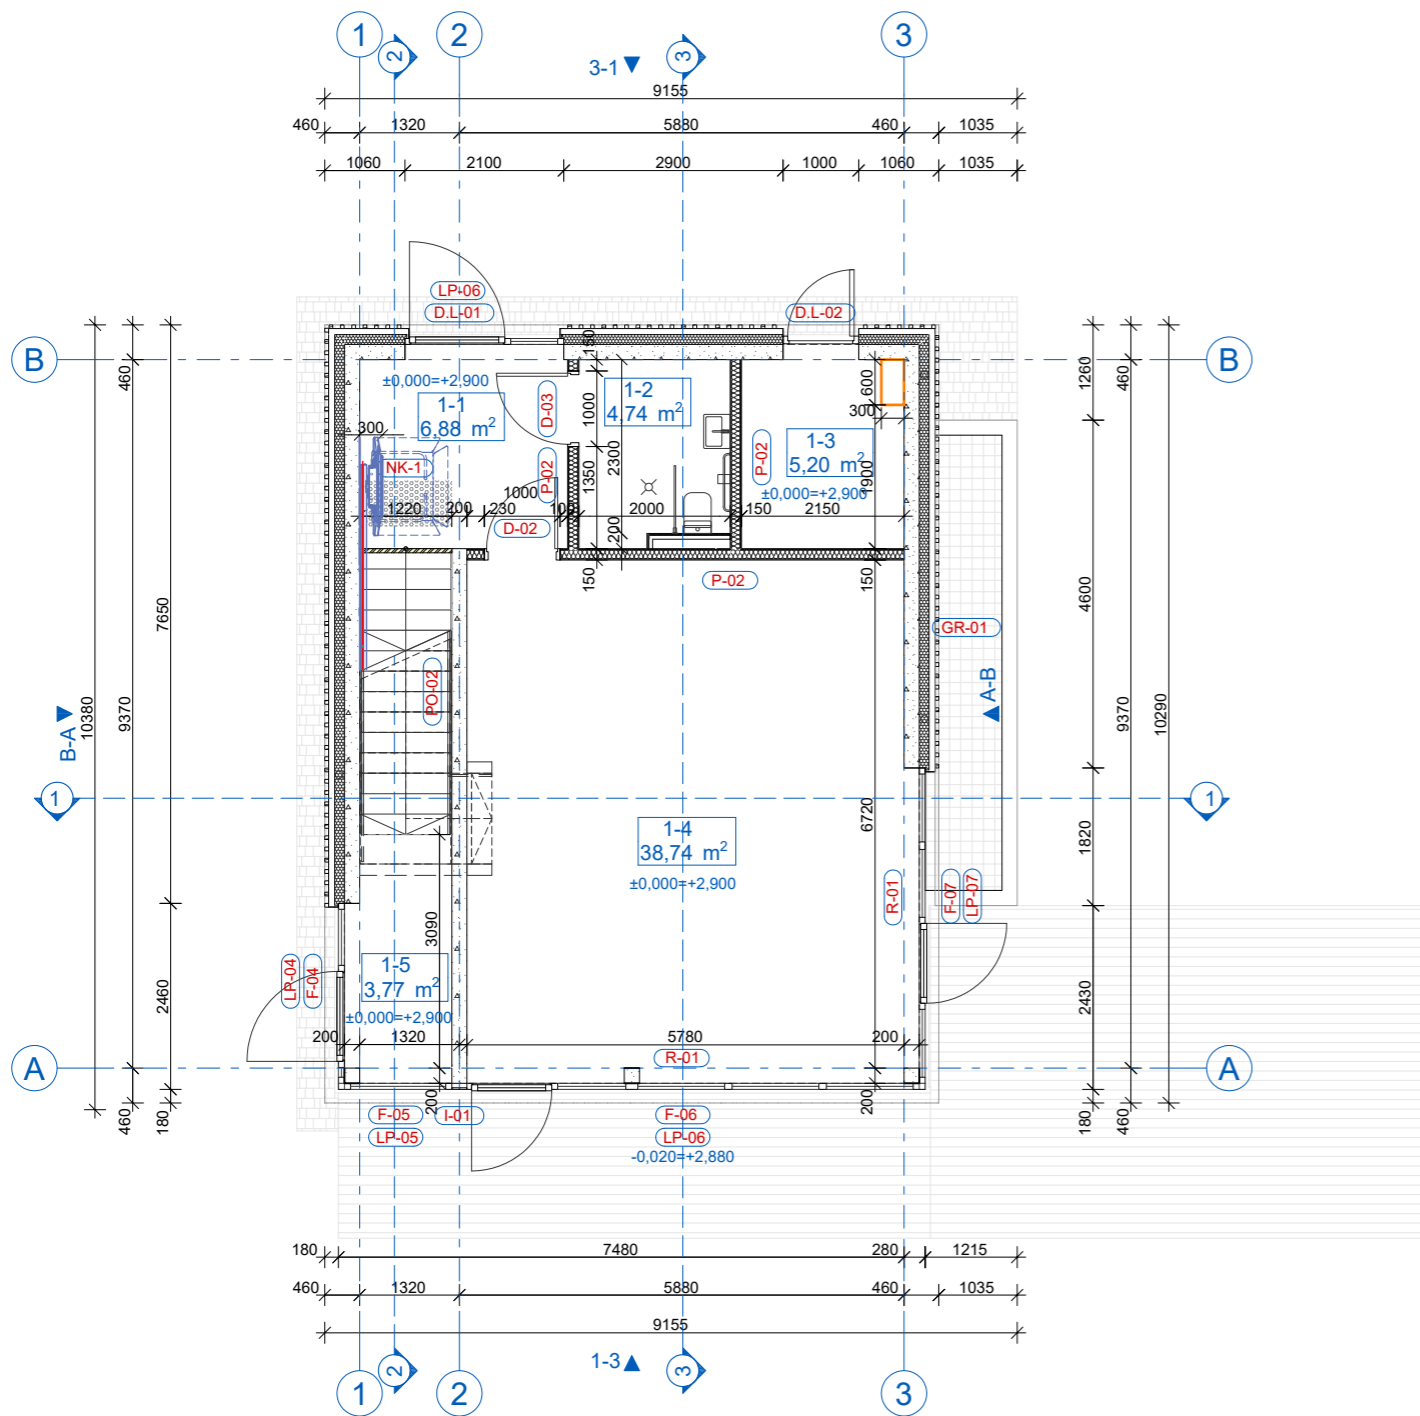 1
2
3
2
3
3-1
9155
460
1320
5880
460
1035
1060
2100
2900
1000
1060
1035
LP-06
D.L-01
D.L-02
B
B
460
150
600
300
1260
460
±0,000=+2,900
1-1
6,88 m²
D-03
1000
1-2
4,74 m²
P-02
1-3
5,20 m²
±0,000=+2,900
1900
300
NK-1
P-02
1350
2300
1000
1220
200
230
100
2000
150
2150
D-02
200
150
P-02
150
7650
4600
GR-01
PO-02
10380
9370
B-A
A-B
9370
10290
1
1
6720
1820
1-4
38,74 m²
±0,000=+2,900
R-01
F-07
LP-07
3090
LP-04
F-04
1-5
3,77 m²
±0,000=+2,900
2460
2430
200
1320
5780
200
R-01
A
A
460
180
200
200
180
460
F-05
I-01
F-06
LP-05
LP-06
-0,020=+2,880
180
7480
280
1215
460
1320
5880
460
1035
9155
1-3
2
3
1
2
3